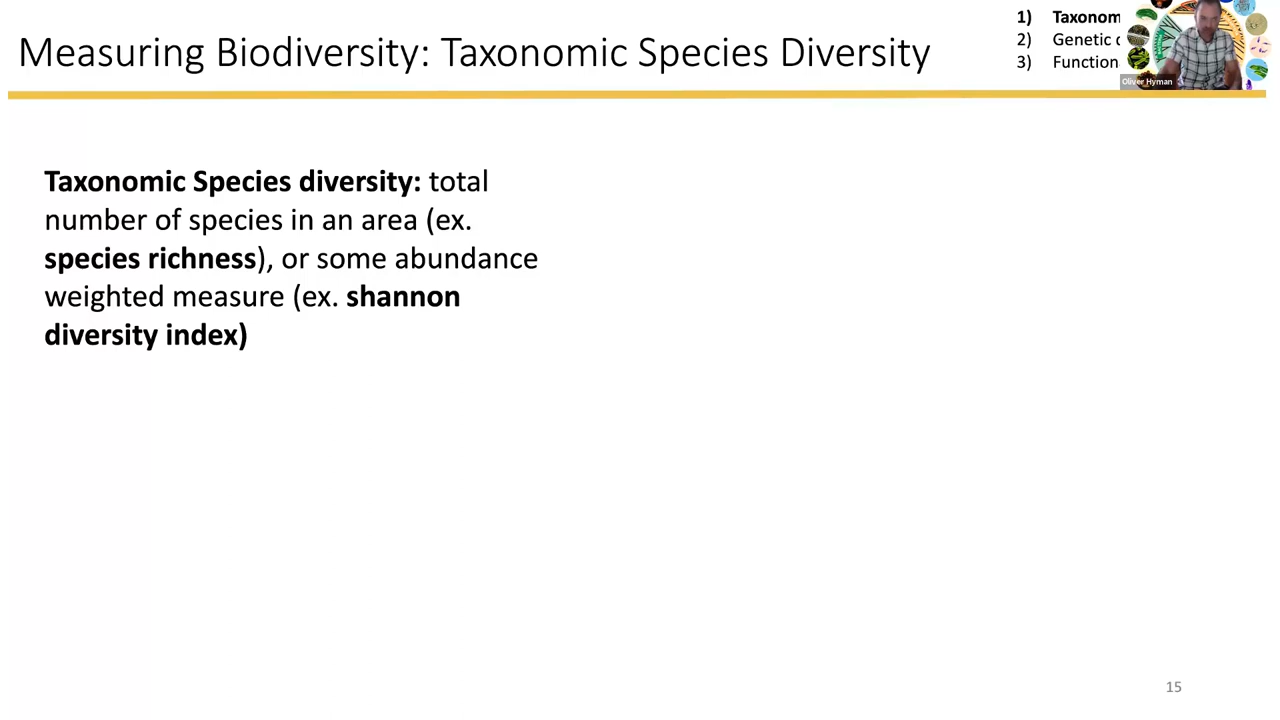 Measuring Biodiversity: Taxonomic Species Diversity
1) Taxonom
2) Genetic
3) Function
Oliver Hyman
Taxonomic Species diversity: total
number of species in an area (ex.
species richness), or some abundance
weighted measure (ex. shannon
diversity index)
15